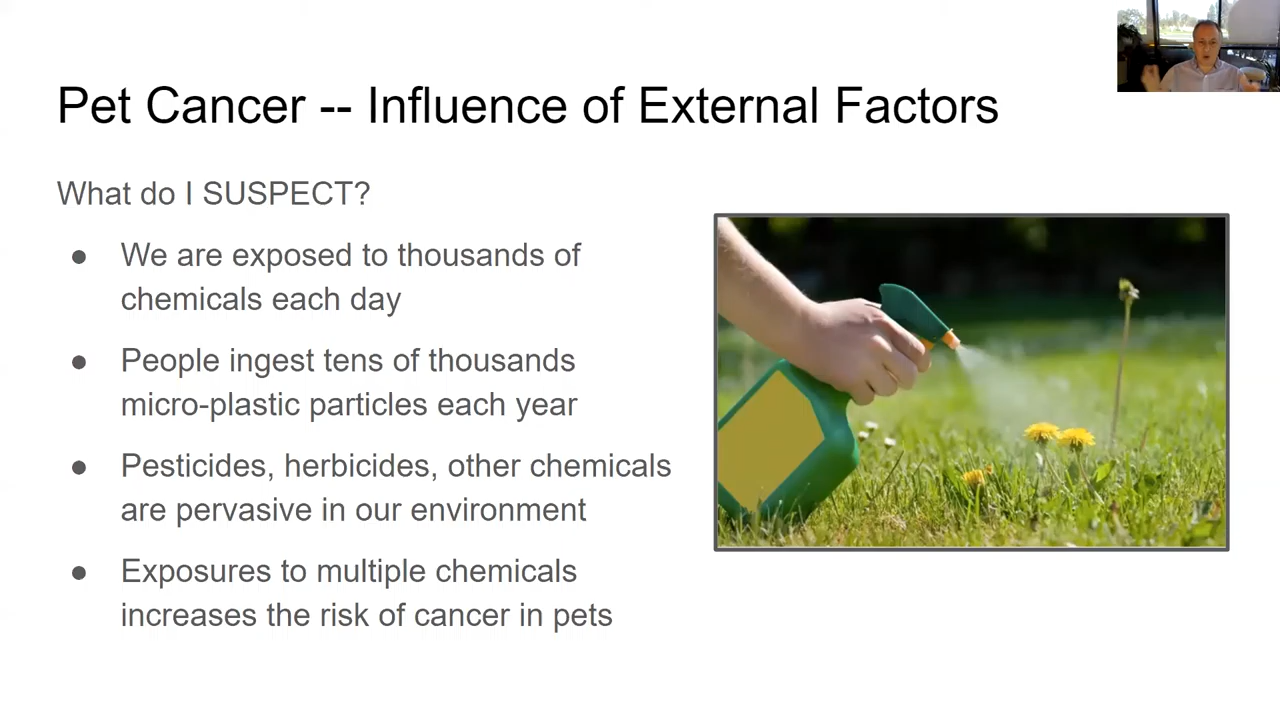 Pet Cancer -- Influence of External Factors
What do I SUSPECT?
● We are exposed to thousands of
chemicals each day
● People ingest tens of thousands
micro-plastic particles each year
● Pesticides, herbicides, other chemicals
are pervasive in our environment
● Exposures to multiple chemicals
increases the risk of cancer in pets